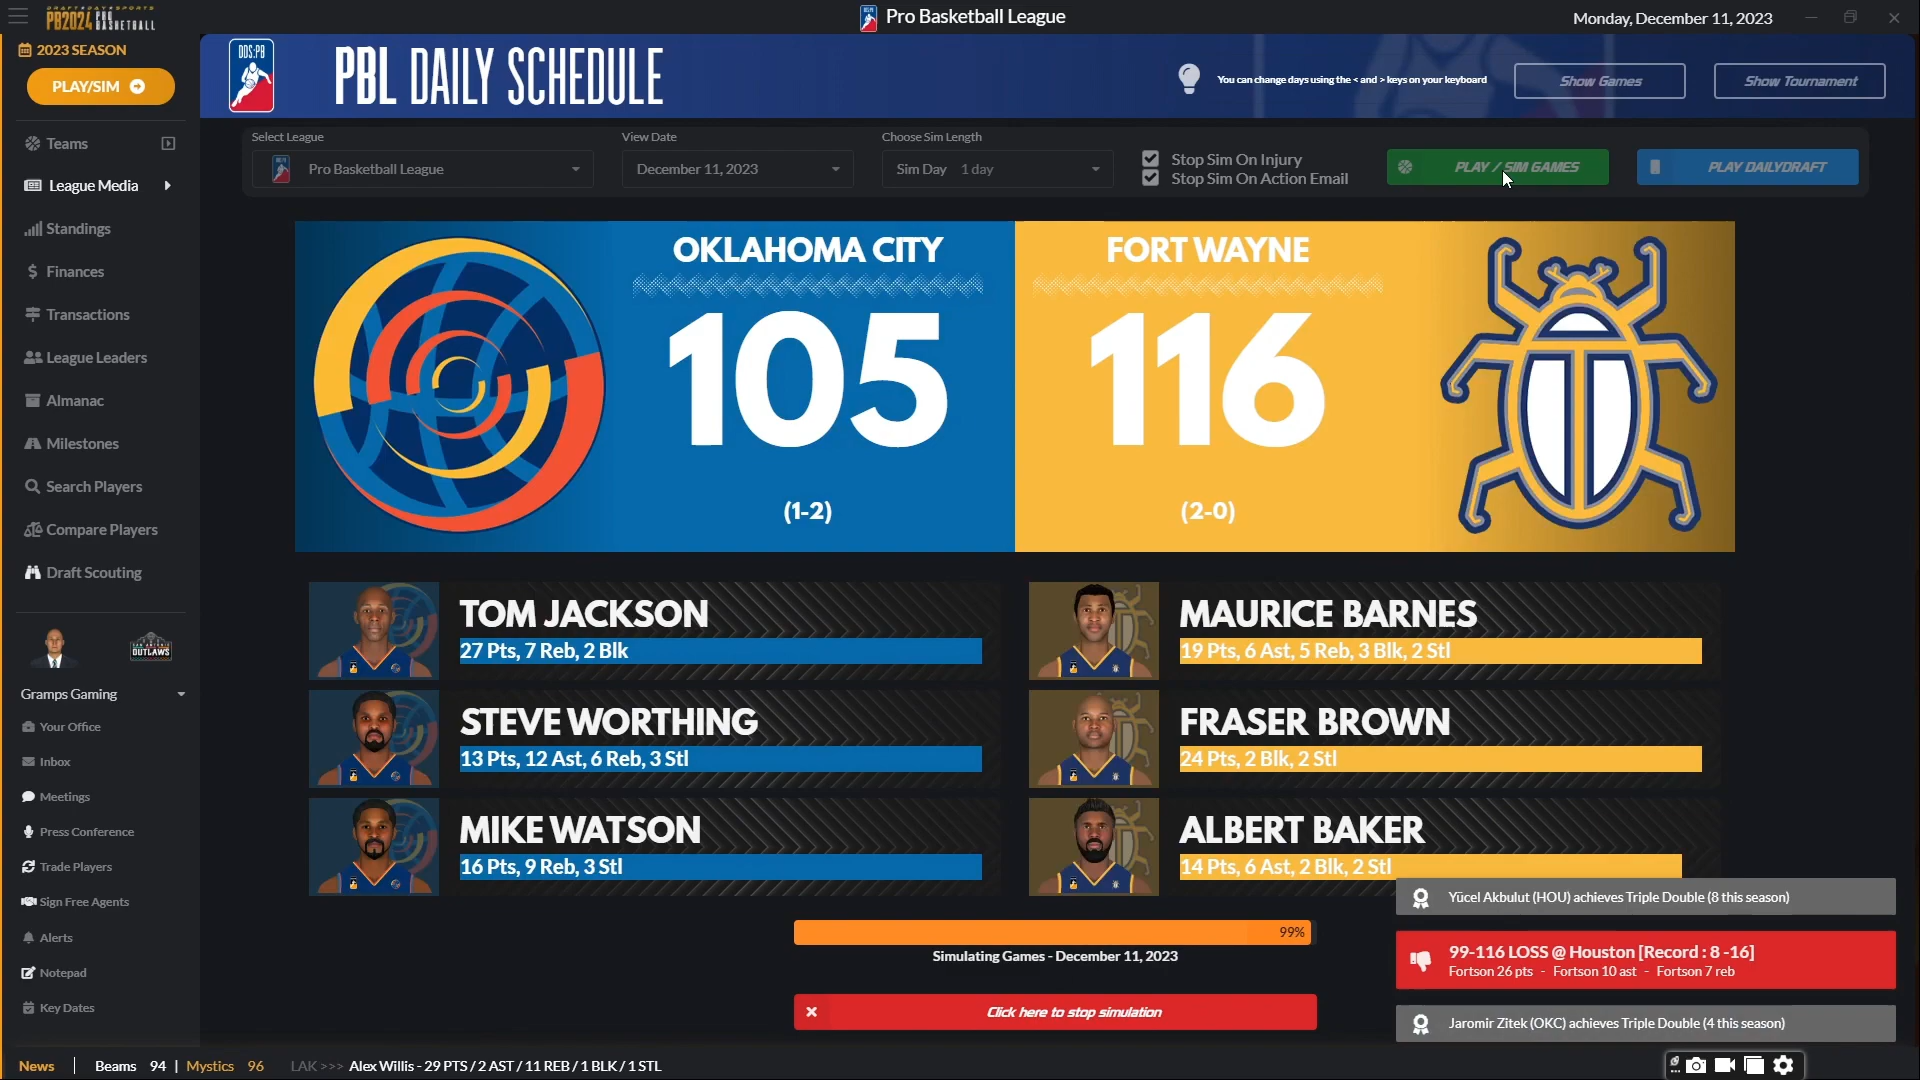 DRAFT DAY SPORTS
PB2024 PRO BASKETBALL
Pro Basketball League
Monday, December 11, 2023
2023 SEASON
PLAY/SIM
Teams
League Media
Standings
Finances
Transactions
League Leaders
Almanac
Milestones
Search Players
Compare Players
Draft Scouting
OUTLAWS
Gramps Gaming
Your Office
Inbox
Meetings
Press Conference
Trade Players
Sign Free Agents
Alerts
Notepad
Key Dates
DDS:PB
PBL DAILY SCHEDULE
You can change days using the < and > keys on your keyboard
Show Games
Show Tournament
Select League
Pro Basketball League
View Date
December 11, 2023
Choose Sim Length
Sim Day 1 day
Stop Sim On Injury
Stop Sim On Action Email
PLAY / SIM GAMES
PLAY DAILYDRAFT
OKLAHOMA CITY
105
(1-2)
FORT WAYNE
116
(2-0)
TOM JACKSON
27 Pts, 7 Reb, 2 Blk
STEVE WORTHING
13 Pts, 12 Ast, 6 Reb, 3 Stl
MIKE WATSON
16 Pts, 9 Reb, 3 Stl
MAURICE BARNES
19 Pts, 6 Ast, 5 Reb, 3 Blk, 2 Stl
FRASER BROWN
24 Pts, 2 Blk, 2 Stl
ALBERT BAKER
14 Pts, 6 Ast, 2 Blk, 2 Stl
99%
Simulating Games - December 11, 2023
Click here to stop simulation
Yücel Akbulut (HOU) achieves Triple Double (8 this season)
99-116 LOSS @ Houston [Record : 8 -16]
Fortson 26 pts - Fortson 10 ast - Fortson 7 reb
Jaromir Zitek (OKC) achieves Triple Double (4 this season)
News | Beams 94 | Mystics 96 LAK >>> Alex Willis - 29 PTS / 2 AST / 11 REB / 1 BLK / 1 STL